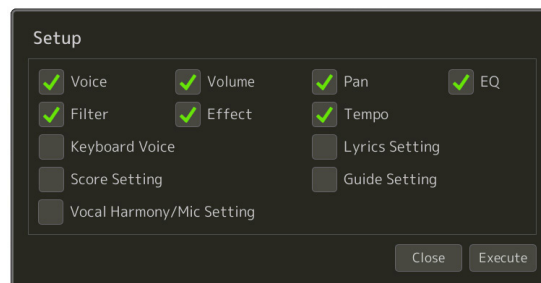 Setup
Voice Volume Pan EQ
Filter Effect Tempo
Keyboard Voice Lyrics Setting
Score Setting Guide Setting
Vocal Harmony/Mic Setting
Close Execute